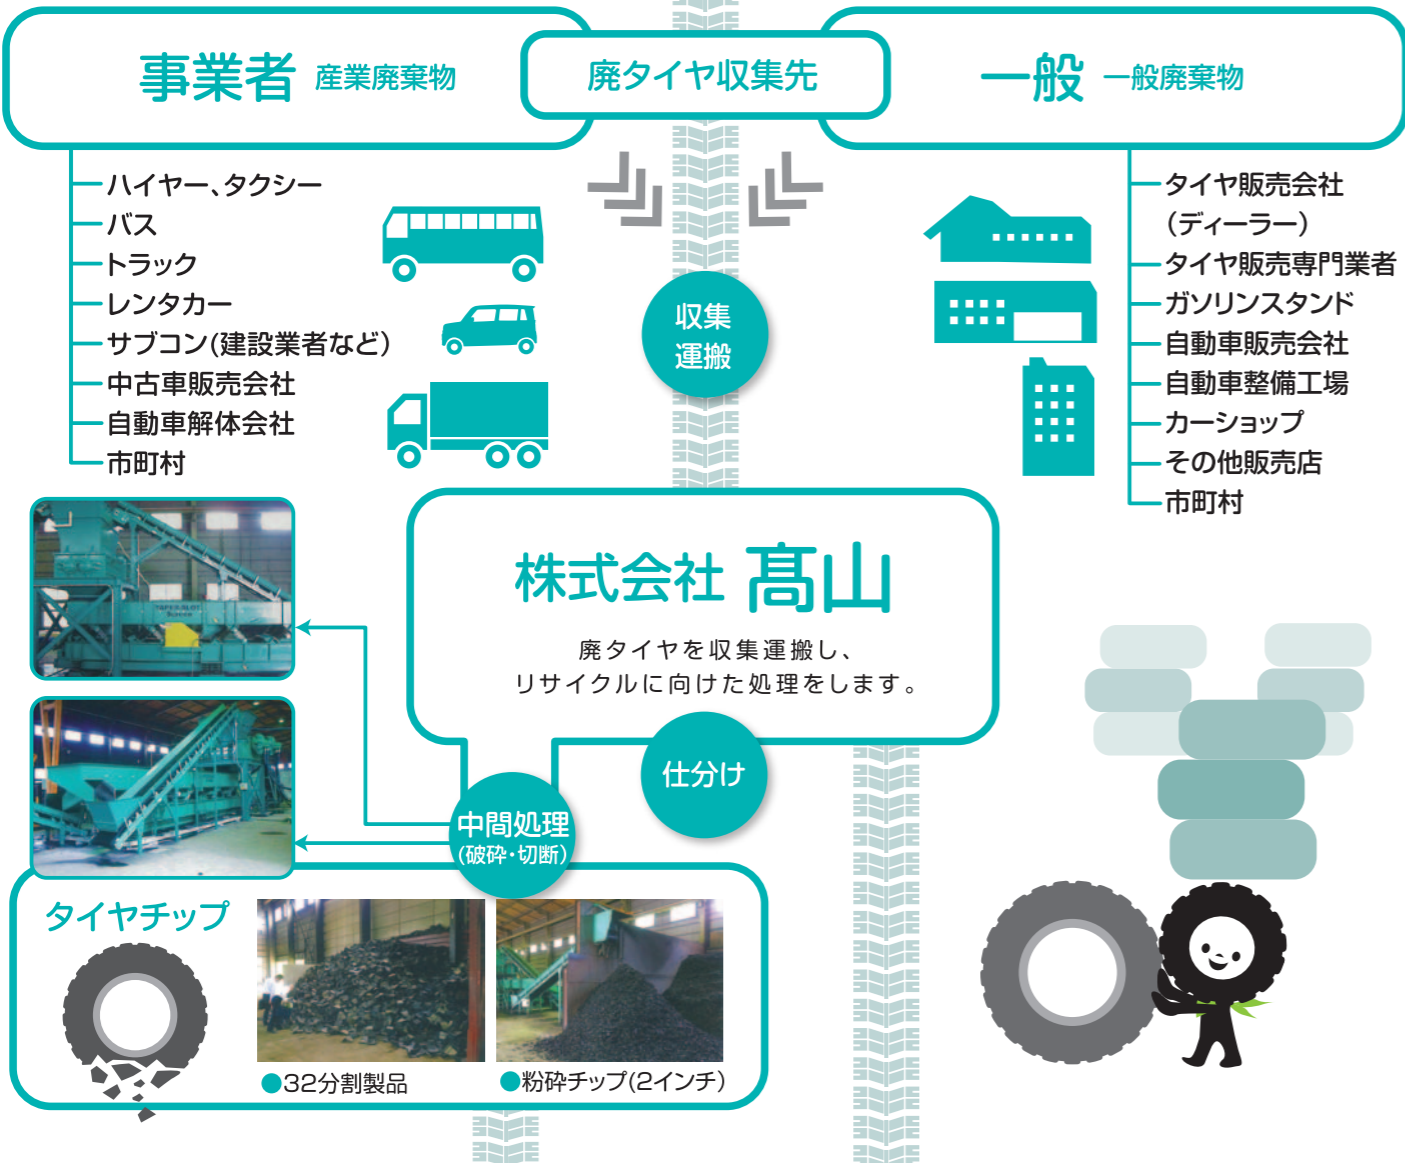 事業者 産業廃棄物
廃タイヤ収集先
一般 一般廃棄物
ハイヤー、タクシー
バス
トラック
レンタカー
サブコン(建設業者など)
中古車販売会社
自動車解体会社
市町村
収集
運搬
タイヤ販売会社
(ディーラー)
タイヤ販売専門業者
ガソリンスタンド
自動車販売会社
自動車整備工場
カーショップ
その他販売店
市町村
株式会社 髙山
廃タイヤを収集運搬し、
リサイクルに向けた処理をします。
仕分け
中間処理
(破砕・切断)
タイヤチップ
●32分割製品
●粉砕チップ(2インチ)